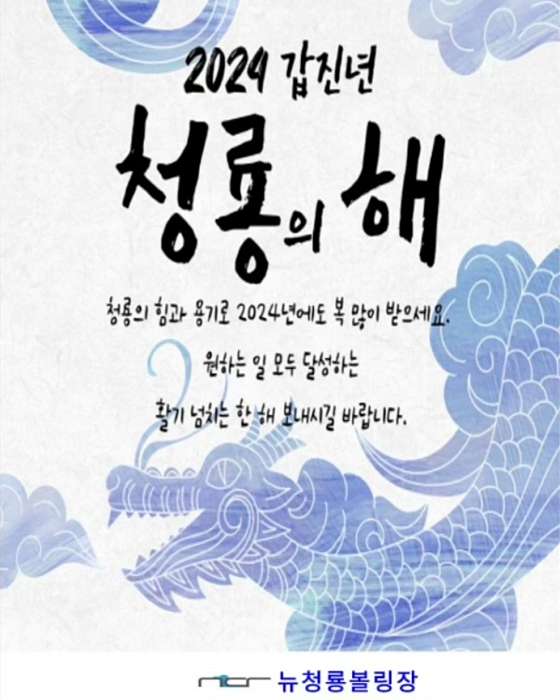 2024 갑진년
청룡의 해
청룡의 힘과 용기로 2024년에도 복 많이 받으세요.
원하는 일 모두 달성하는
활기 넘치는 한 해 보내시길 바랍니다.
뉴청룡볼링장